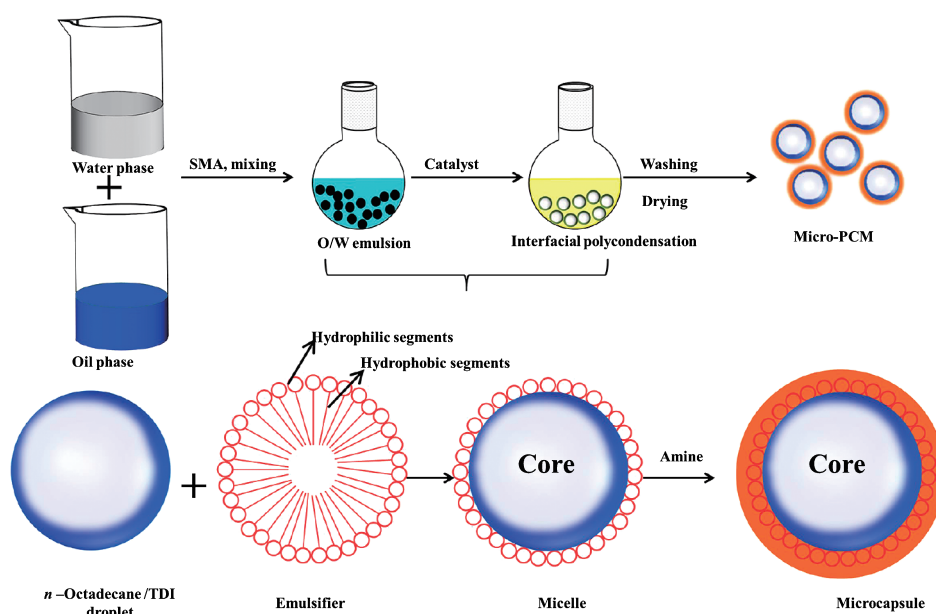 Water phase
+
SMA, mixing
Catalyst
Washing
Drying
O/W emulsion
Interfacial polycondensation
Micro-PCM
Oil phase
Hydrophilic segments
Hydrophobic segments
+
Core
Amine
Core
n –Octadecane/TDI
droplet
Emulsifier
Micelle
Microcapsule